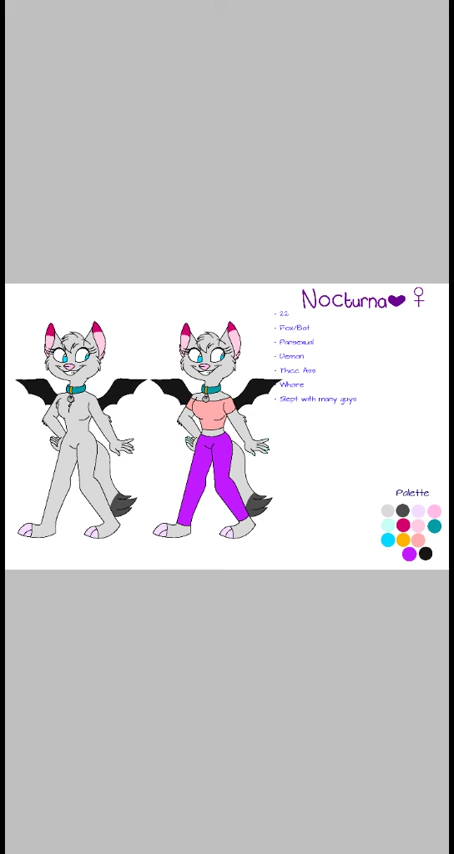 Nocturna♥ ♀
- 22
- Fox/Bat
- Pansexual
- Demon
- Thicc Ass
- Whore
- Slept with many guys
Palette